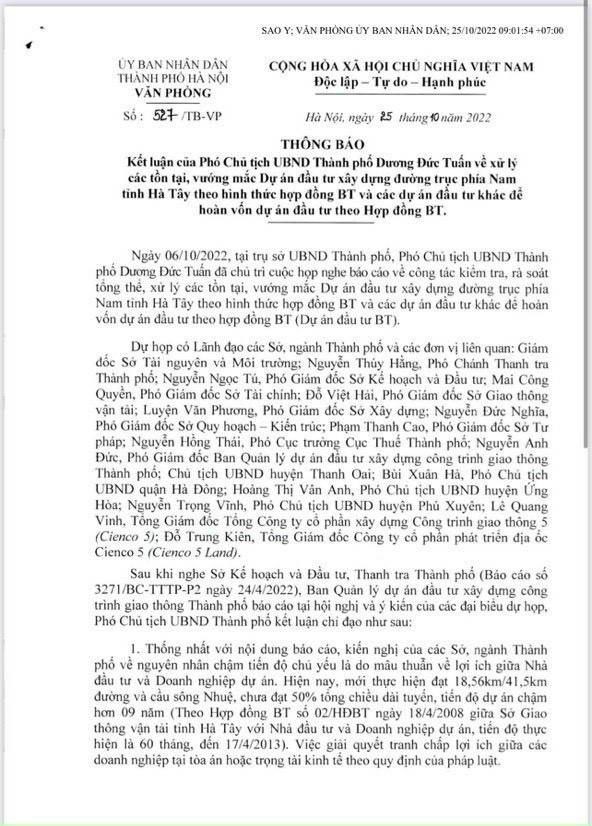 SAO Y; VĂN PHÒNG ỦY BAN NHÂN DÂN; 25/10/2022 09:01:54 +07:00
ỦY BAN NHÂN DÂN
THÀNH PHỐ HÀ NỘI
VĂN PHÒNG
Số : 527/TB-VP
CỘNG HÒA XÃ HỘI CHỦ NGHĨA VIỆT NAM
Độc lập – Tự do – Hạnh phúc
Hà Nội, ngày 25 tháng 10 năm 2022
THÔNG BÁO
Kết luận của Phó Chủ tịch UBND Thành phố Dương Đức Tuấn về xử lý
các tồn tại, vướng mắc Dự án đầu tư xây dựng đường trục phía Nam
tỉnh Hà Tây theo hình thức hợp đồng BT và các dự án đầu tư khác để
hoàn vốn dự án đầu tư theo Hợp đồng BT.
Ngày 06/10/2022, tại trụ sở UBND Thành phố, Phó Chủ tịch UBND Thành
phố Dương Đức Tuấn đã chủ trì cuộc họp nghe báo cáo về công tác kiểm tra, rà soát
tổng thể, xử lý các tồn tại, vướng mắc Dự án đầu tư xây dựng đường trục phía
Nam tỉnh Hà Tây theo hình thức hợp đồng BT và các dự án đầu tư khác để hoàn
vốn dự án đầu tư theo hợp đồng BT (Dự án đầu tư BT).
Dự họp có Lãnh đạo các Sở, ngành Thành phố và các đơn vị liên quan: Giám
đốc Sở Tài nguyên và Môi trường; Nguyễn Thùy Hằng, Phó Chánh Thanh tra
Thành phố; Nguyễn Ngọc Tú, Phó Giám đốc Sở Kế hoạch và Đầu tư; Mai Công
Quyền, Phó Giám đốc Sở Tài chính; Đỗ Việt Hải, Phó Giám đốc Sở Giao thông
vận tải; Luyện Văn Phương, Phó Giám đốc Sở Xây dựng; Nguyễn Đức Nghĩa,
Phó Giám đốc Sở Quy hoạch – Kiến trúc; Phạm Thanh Cao, Phó Giám đốc Sở Tư
pháp; Nguyễn Hồng Thái, Phó Cục trưởng Cục Thuế Thành phố; Nguyễn Anh
Đức, Phó Giám đốc Ban Quản lý dự án đầu tư xây dựng công trình giao thông
Thành phố; Chủ tịch UBND huyện Thanh Oai; Bùi Xuân Hà, Phó Chủ tịch
UBND quận Hà Đông; Hoàng Thị Vân Anh, Phó Chủ tịch UBND huyện Ứng
Hòa; Nguyễn Trọng Vĩnh, Phó Chủ tịch UBND huyện Phú Xuyên; Lê Quang
Vinh, Tổng Giám đốc Tổng Công ty cổ phần xây dựng Công trình giao thông 5
(Cienco 5); Đỗ Trung Kiên, Tổng Giám đốc Công ty cổ phần phát triển địa ốc
Cienco 5 (Cienco 5 Land).
Sau khi nghe Sở Kế hoạch và Đầu tư, Thanh tra Thành phố (Báo cáo số
3271/BC-TTTP-P2 ngày 24/4/2022), Ban Quản lý dự án đầu tư xây dựng công
trình giao thông Thành phố báo cáo tại hội nghị và ý kiến của các đại biểu dự họp,
Phó Chủ tịch UBND Thành phố kết luận chỉ đạo như sau:
1. Thống nhất với nội dung báo cáo, kiến nghị của các Sở, ngành Thành
phố về nguyên nhân chậm tiến độ chủ yếu là do mâu thuẫn về lợi ích giữa Nhà
đầu tư và Doanh nghiệp dự án. Hiện nay, mới thực hiện đạt 18,56km/41,5km
đường và cầu sông Nhuệ, chưa đạt 50% tổng chiều dài tuyến, tiến độ dự án chậm
hơn 09 năm (Theo Hợp đồng BT số 02/HĐBT ngày 18/4/2008 giữa Sở Giao
thông vận tải tỉnh Hà Tây với Nhà đầu tư và Doanh nghiệp dự án, tiến độ thực
hiện là 60 tháng, đến 17/4/2013). Việc giải quyết tranh chấp lợi ích giữa các
doanh nghiệp tại tòa án hoặc trọng tài kinh tế theo quy định của pháp luật.